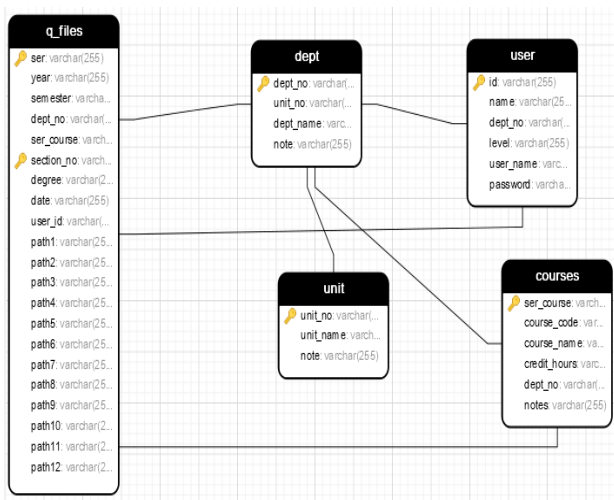 q_files
ser: varchar(255)
year: varchar(255)
semester: varcha...
dept_no: varchar(...
ser_course: varch...
section_no: varch...
degree: varchar(2...
date: varchar(255)
user_id: varchar(...
path1: varchar(25...
path2: varchar(25...
path3: varchar(25...
path4: varchar(25...
path5: varchar(25...
path6: varchar(25...
path7: varchar(25...
path8: varchar(25...
path9: varchar(25...
path10: varchar(2...
path11: varchar(2...
path12: varchar(2...
dept
dept_no: varchar(...
unit_no: varchar(...
dept_name: varc...
note: varchar(255)
user
id: varchar(255)
name: varchar(25...
dept_no: varchar(...
level: varchar(255)
user_name: varc...
password: varcha...
unit
unit_no: varchar(...
unit_name: varch...
note: varchar(255)
courses
ser_course: varch...
course_code: var...
course_name: va...
credit_hours: varc...
dept_no: varchar(...
notes: varchar(255)